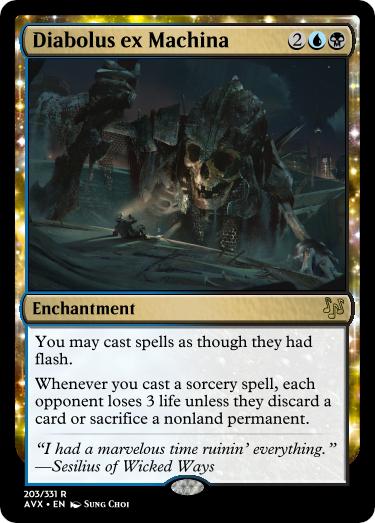 Diabolus ex Machina 2
Enchantment
You may cast spells as though they had
flash.
Whenever you cast a sorcery spell, each
opponent loses 3 life unless they discard a
card or sacrifice a nonland permanent.
“I had a marvelous time ruinin’ everything.”
—Sesilius of Wicked Ways
203/331 R
AVX • EN Sung Choi